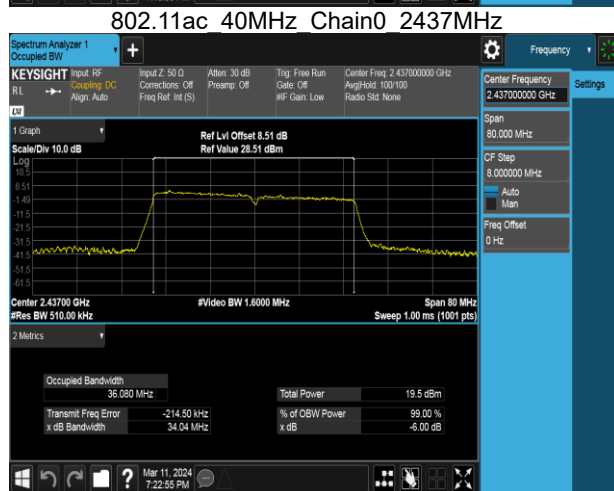 802.11ac_40MHz_Chain0_2437MHz
Spectrum Analyzer 1
Occupied BW
Frequency
KEYSIGHT
Input: RF
Input Z: 50 Ω
Atten: 30 dB
Trig: Free Run
Center Freq: 2.437000000 GHz
RL
Coupling: DC
Corrections: Off
Preamp: Off
Gate: Off
Avg|Hold: 100/100
Align: Auto
Freq Ref: Int (S)
#IF Gain: Low
Radio Std: None
LXI
Center Frequency
2.437000000 GHz
Settings
Span
80.000 MHz
CF Step
8.000000 MHz
Auto
Man
Freq Offset
0 Hz
1 Graph
Ref Lvl Offset 8.51 dB
Scale/Div 10.0 dB
Ref Value 28.51 dBm
Log
18.5
8.51
-1.49
-11.5
-21.5
-31.5
-41.5
-51.5
-61.5
Center 2.43700 GHz
#Video BW 1.6000 MHz
Span 80 MHz
#Res BW 510.00 kHz
Sweep 1.00 ms (1001 pts)
2 Metrics
Occupied Bandwidth
36.080 MHz
Total Power
19.5 dBm
Transmit Freq Error
-214.50 kHz
% of OBW Power
99.00 %
x dB Bandwidth
34.04 MHz
x dB
-6.00 dB
?
Mar 11, 2024
7:22:55 PM